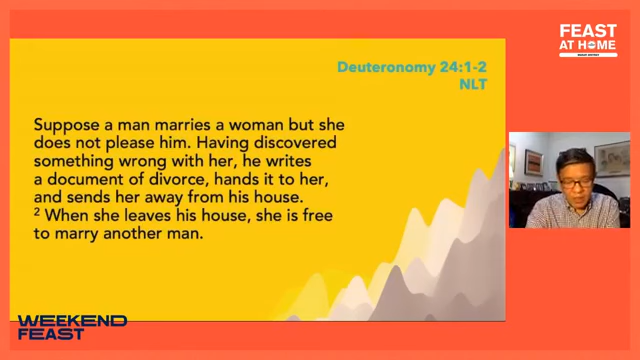 FEAST
AT HOME
Deuteronomy 24:1-2
NLT
Suppose a man marries a woman but she
does not please him. Having discovered
something wrong with her, he writes
a document of divorce, hands it to her,
and sends her away from his house.
2 When she leaves his house, she is free
to marry another man.
WEEKEND
FEAST